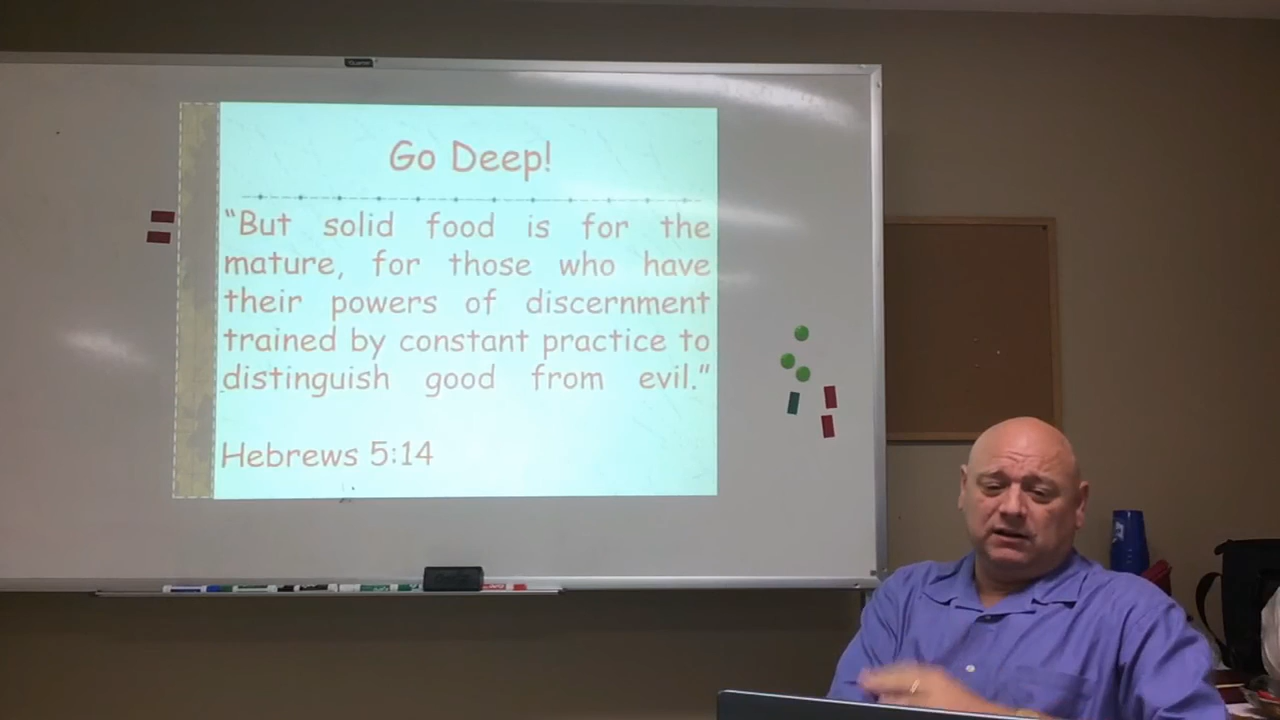 Go Deep!
“But solid food is for the
mature, for those who have
their powers of discernment
trained by constant practice to
distinguish good from evil.”
Hebrews 5:14